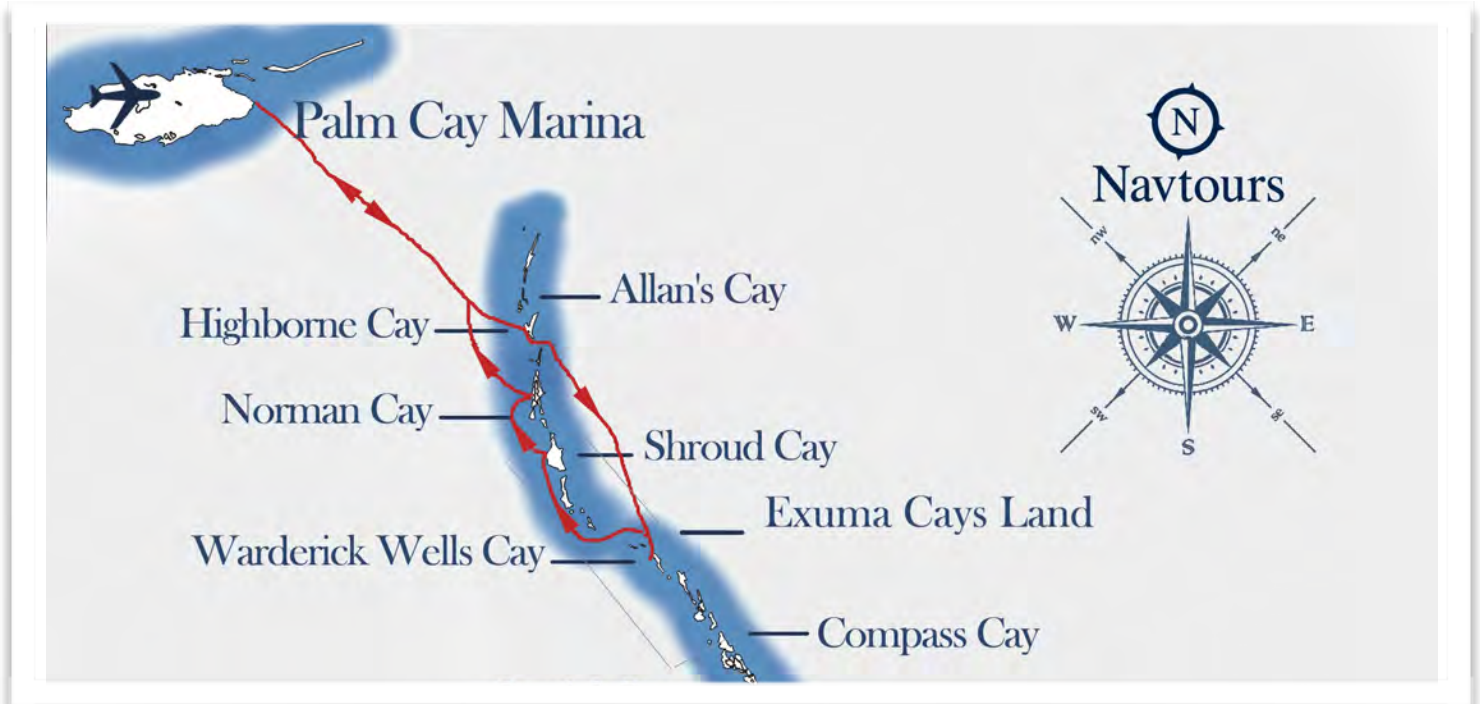 Palm Cay Marina
N
Navtours
nw
ne
Allan's Cay
Highborne Cay
W
E
Norman Cay
sw
se
Shroud Cay
S
Exuma Cays Land
Warderick Wells Cay
Compass Cay